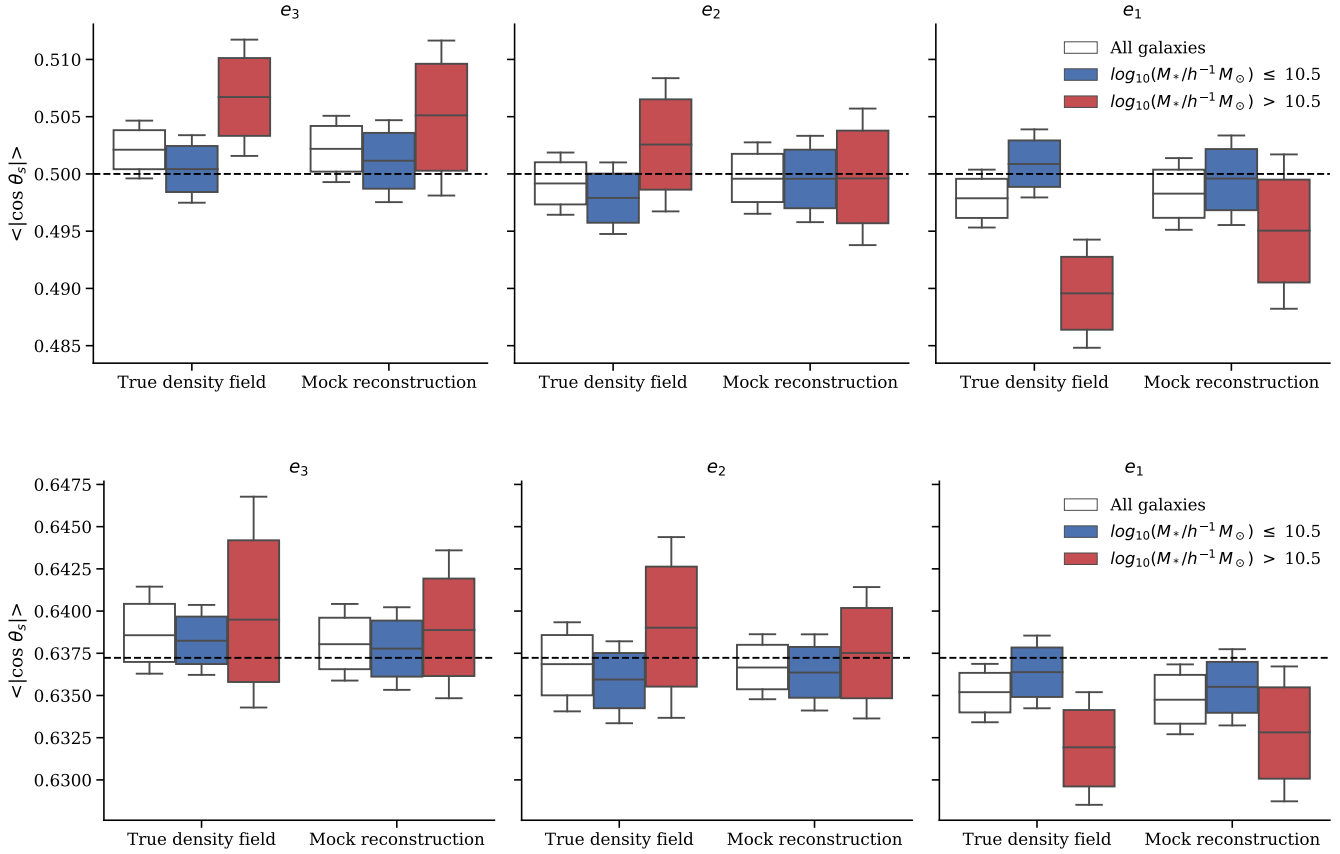 e₃ e₂ e₁
<|cos θₛ|>
0.510
0.505
0.500
0.495
0.490
0.485
All galaxies
log₁₀(M∗/h⁻¹M⊙) ≤ 10.5
log₁₀(M∗/h⁻¹M⊙) > 10.5
True density field Mock reconstruction True density field Mock reconstruction True density field Mock reconstruction
e₃ e₂ e₁
<|cos θₛ|>
0.6475
0.6450
0.6425
0.6400
0.6375
0.6350
0.6325
0.6300
All galaxies
log₁₀(M∗/h⁻¹M⊙) ≤ 10.5
log₁₀(M∗/h⁻¹M⊙) > 10.5
True density field Mock reconstruction True density field Mock reconstruction True density field Mock reconstruction